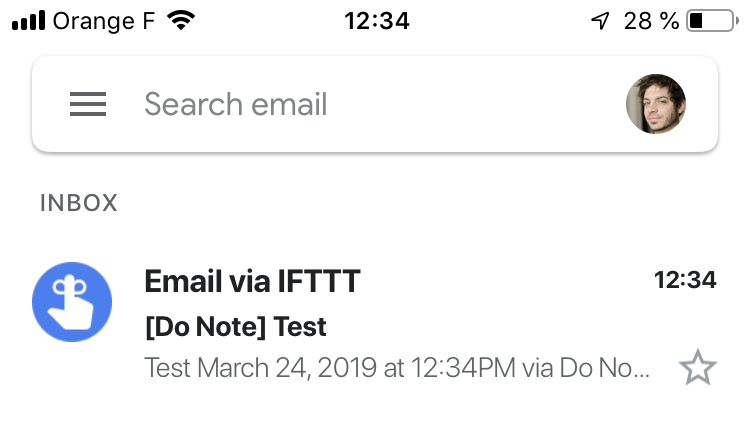 Orange F 12:34 28 %
Search email
INBOX
Email via IFTTT 12:34
[Do Note] Test
Test March 24, 2019 at 12:34PM via Do No...